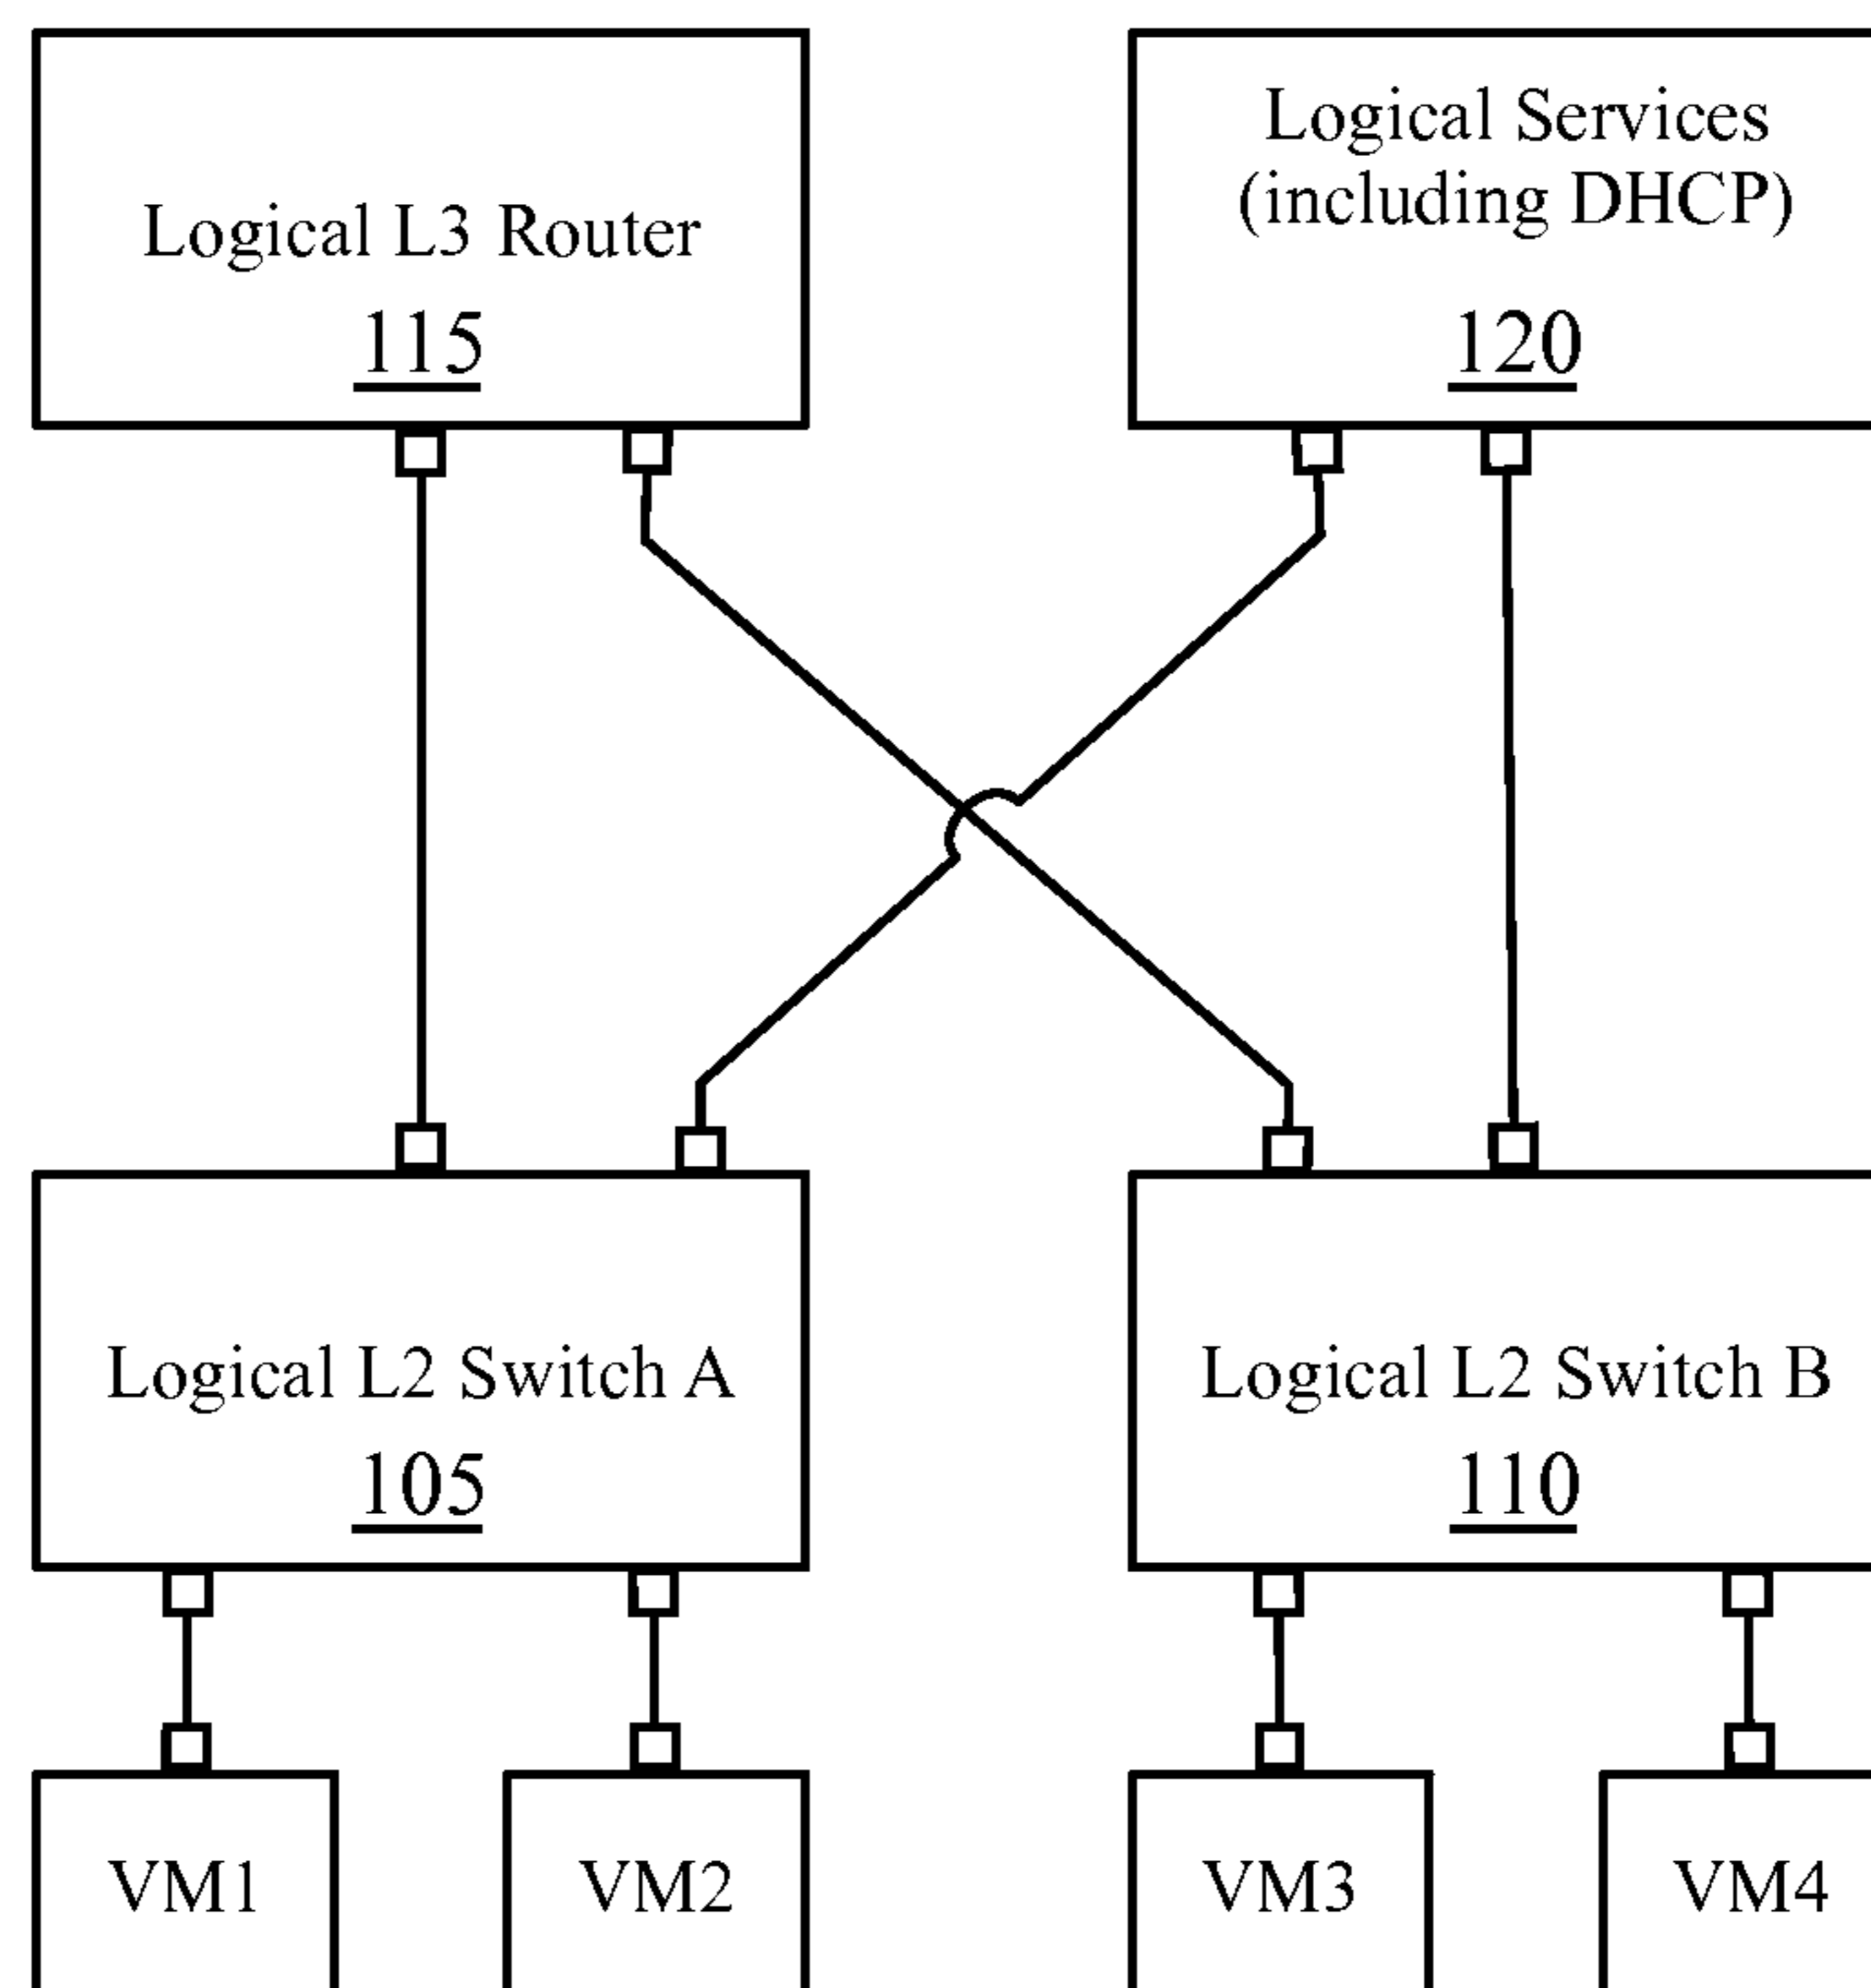 Logical L3 Router
115
Logical Services
(including DHCP)
120
Logical L2 Switch A
105
Logical L2 Switch B
110
VM1
VM2
VM3
VM4